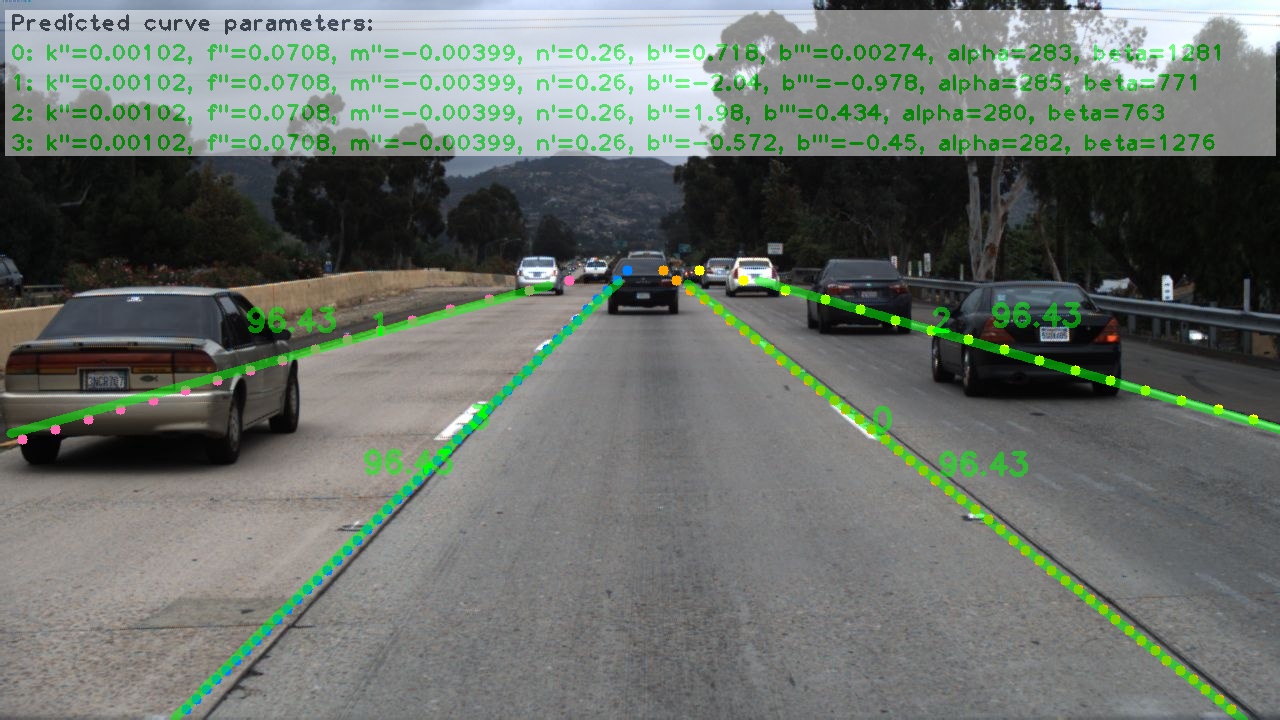 Predicted curve parameters:
0: k''=0.00102, f''=0.0708, m''=-0.00399, n'=0.26, b''=0.718, b'''=0.00274, alpha=283, beta=1281
1: k''=0.00102, f''=0.0708, m''=-0.00399, n'=0.26, b''=-2.04, b'''=-0.978, alpha=285, beta=771
2: k''=0.00102, f''=0.0708, m''=-0.00399, n'=0.26, b''=1.98, b'''=0.434, alpha=280, beta=763
3: k''=0.00102, f''=0.0708, m''=-0.00399, n'=0.26, b''=-0.572, b'''=-0.45, alpha=282, beta=1276
96.43 1
2 96.43
0
96.43
96.43